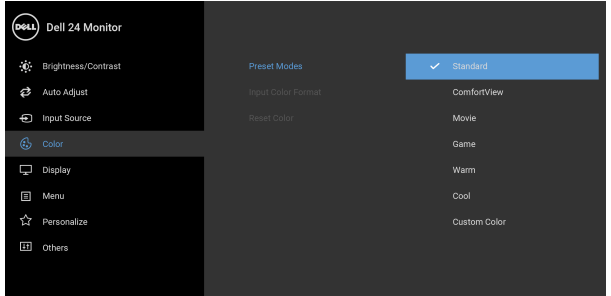 DELL Dell 24 Monitor
Brightness/Contrast
Auto Adjust
Input Source
Color
Display
Menu
Personalize
Others
Preset Modes
Input Color Format
Reset Color
Standard
ComfortView
Movie
Game
Warm
Cool
Custom Color